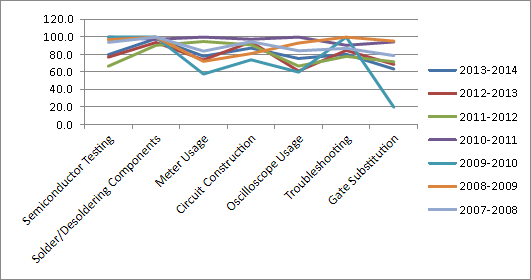 120.0
100.0
80.0
60.0
40.0
20.0
0.0
Semiconductor Testing
Solder/Desoldering Components
Meter Usage
Circuit Construction
Oscilloscope Usage
Troubleshooting
Gate Substitution
2013-2014
2012-2013
2011-2012
2010-2011
2009-2010
2008-2009
2007-2008